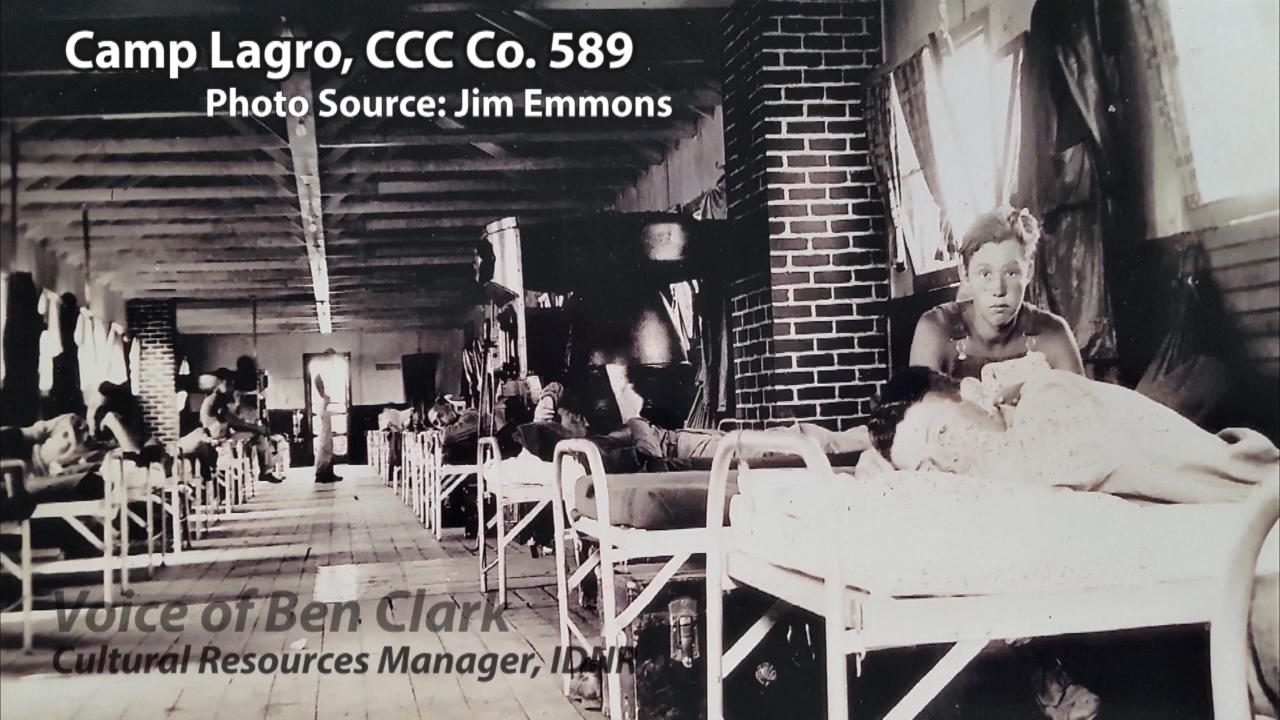 Camp Lagro, CCC Co. 589
Photo Source: Jim Emmons
Voice of Ben Clark
Cultural Resources Manager, IDNR